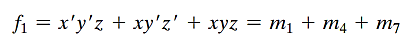 f₁ = x'y'z + xy'z' + xyz = m₁ + m₄ + m₇